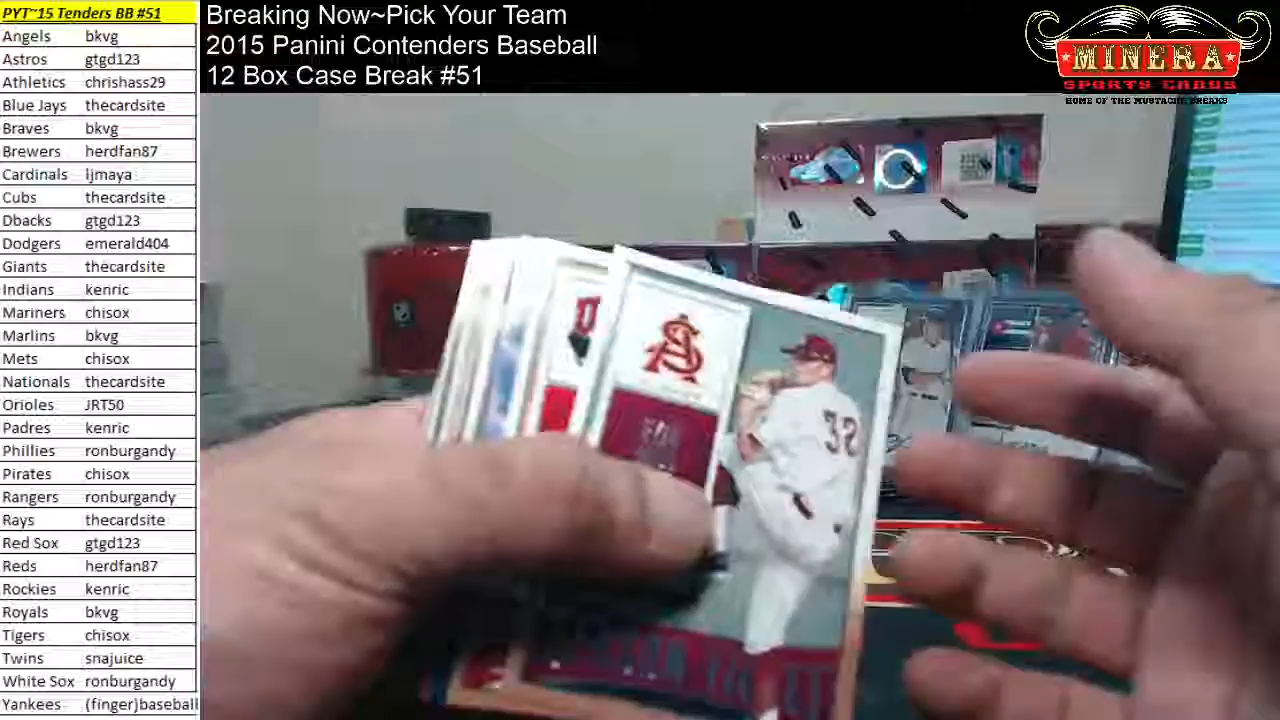 PYT~15 Tenders BB #51
Angels bkvg
Astros gtgd123
Athletics chrishass29
Blue Jays thecardsite
Braves bkvg
Brewers herdfan87
Cardinals ljmaya
Cubs thecardsite
Dbacks gtgd123
Dodgers emerald404
Giants thecardsite
Indians kenric
Mariners chisox
Marlins bkvg
Mets chisox
Nationals thecardsite
Orioles JRT50
Padres kenric
Phillies ronburgandy
Pirates chisox
Rangers ronburgandy
Rays thecardsite
Red Sox gtgd123
Reds herdfan87
Rockies kenric
Royals bkvg
Tigers chisox
Twins snajuice
White Sox ronburgandy
Yankees (finger)baseball
Breaking Now~Pick Your Team
2015 Panini Contenders Baseball
12 Box Case Break #51
MINERA
SPORTS CARDS
HOME OF THE MUSTACHE BREAKS
32